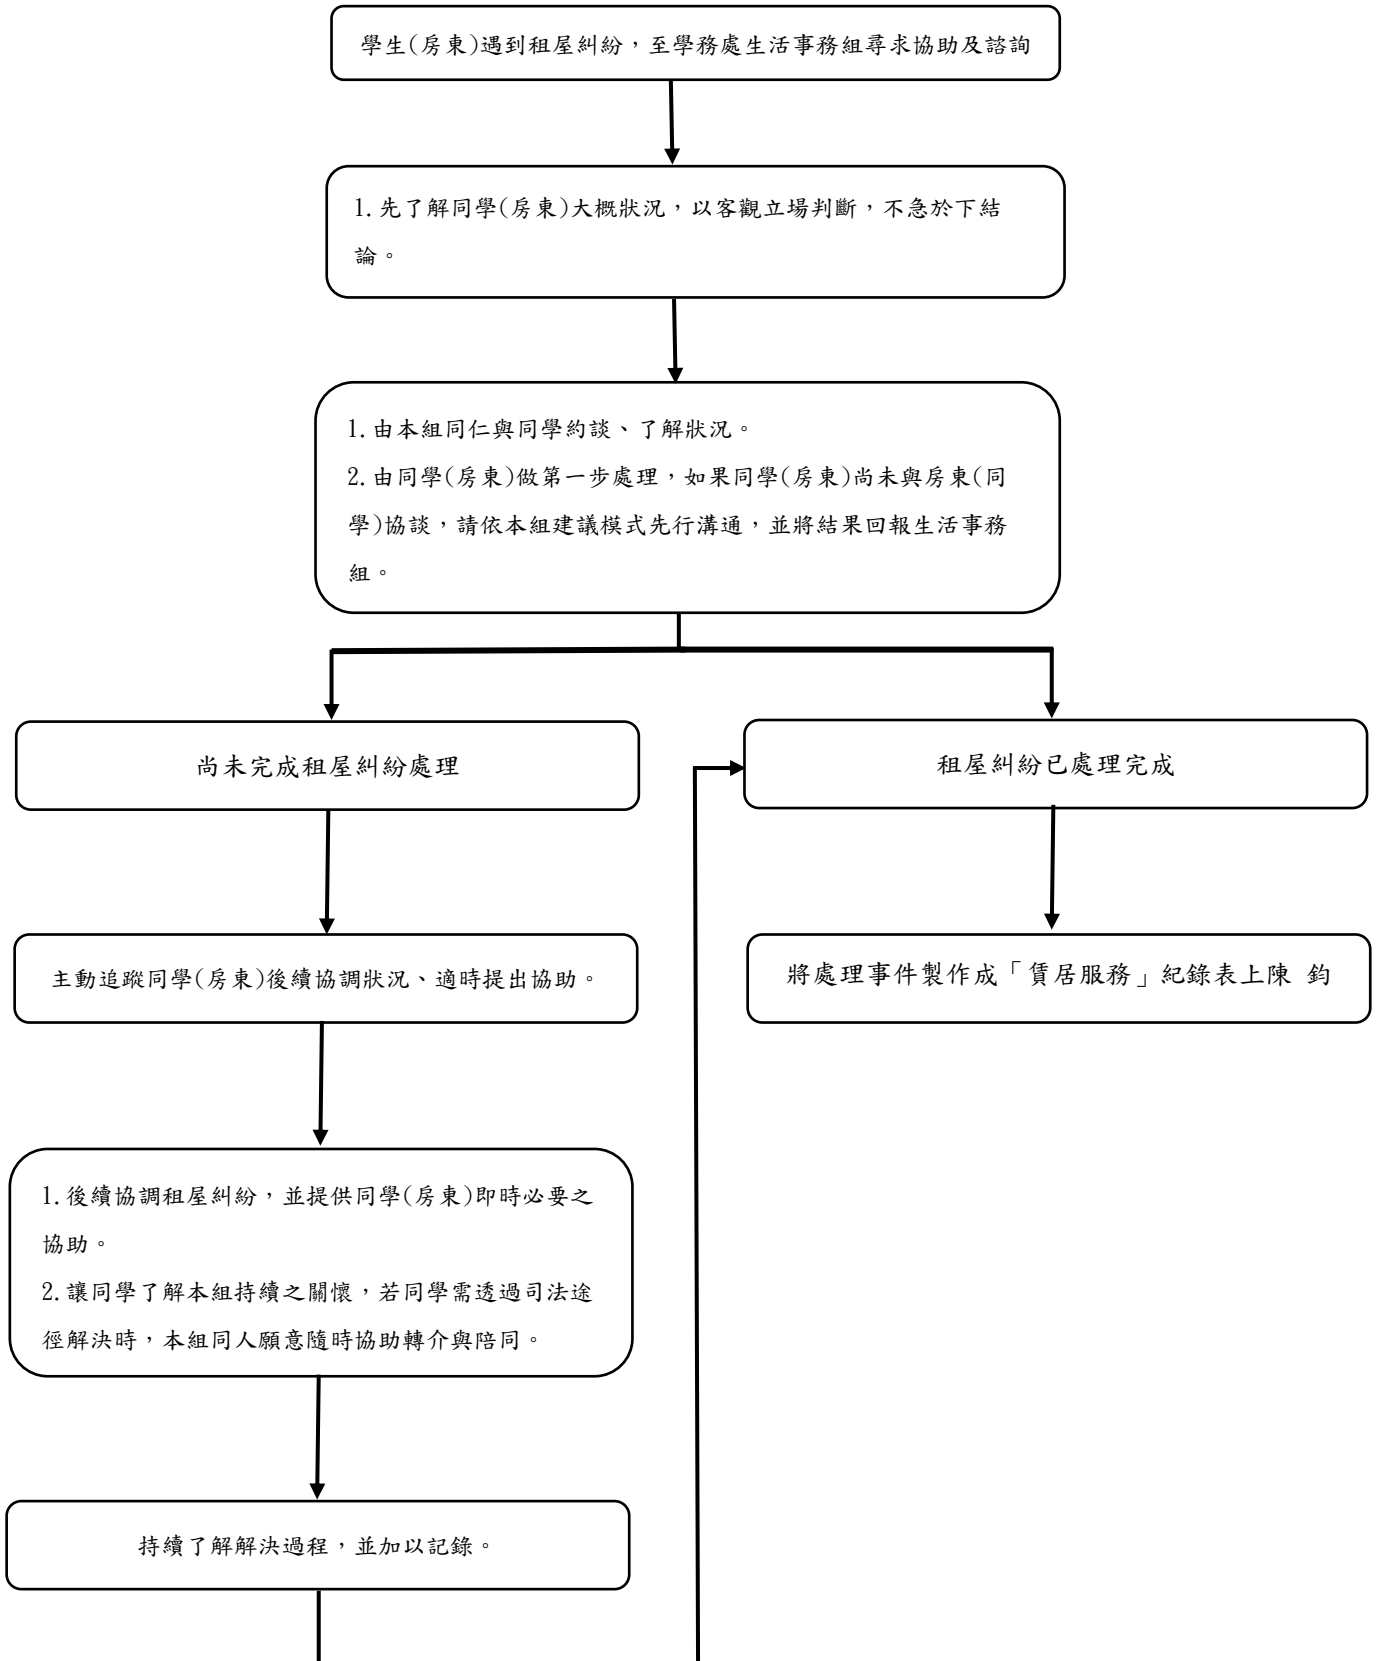 學生(房東)遇到租屋糾紛，至學務處生活事務組尋求協助及諮詢
1.先了解同學(房東)大概狀況，以客觀立場判斷，不急於下結
論。
1.由本組同仁與同學約談、了解狀況。
2.由同學(房東)做第一步處理，如果同學(房東)尚未與房東(同
學)協談，請依本組建議模式先行溝通，並將結果回報生活事務
組。
尚未完成租屋糾紛處理
租屋糾紛已處理完成
主動追蹤同學(房東)後續協調狀況、適時提出協助。
將處理事件製作成「賃居服務」紀錄表上陳 鈞
1.後續協調租屋糾紛，並提供同學(房東)即時必要之
協助。
2.讓同學了解本組持續之關懷，若同學需透過司法途
徑解決時，本組同人願意隨時協助轉介與陪同。
持續了解解決過程，並加以記錄。